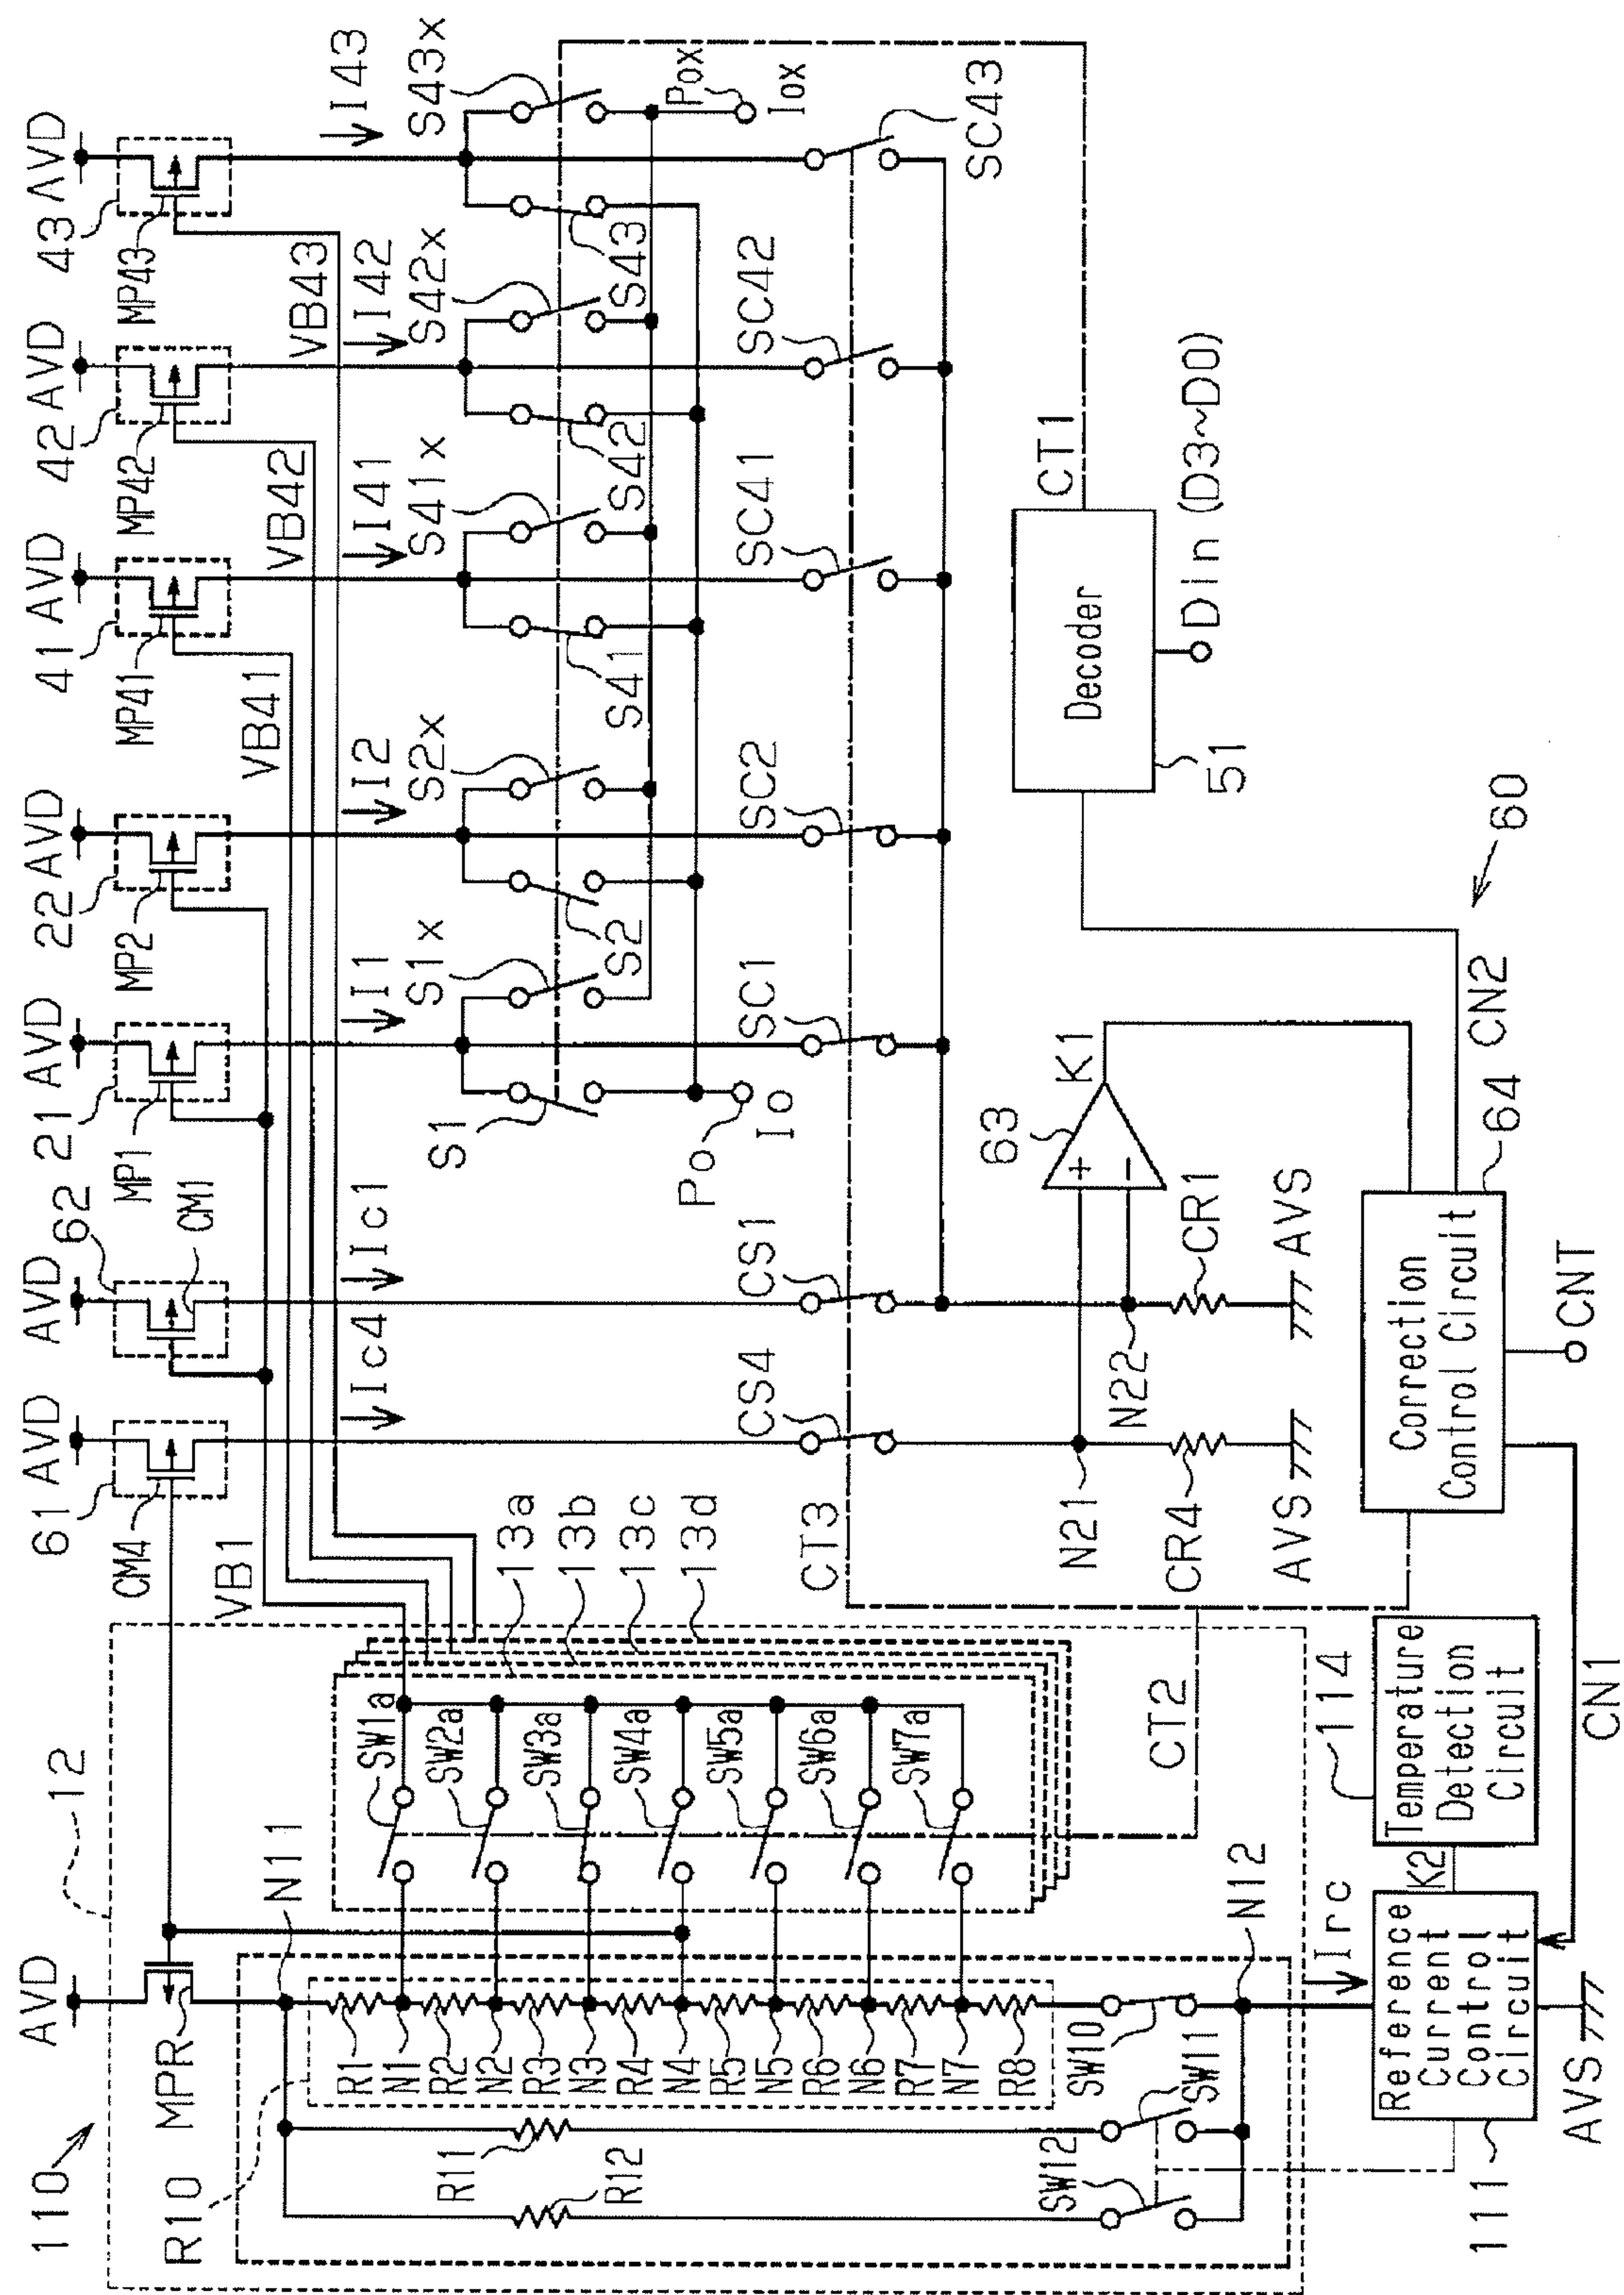 110
12
AVD
MPR
N11
R10
R1
N1
R2
N2
R3
N3
R4
N4
R5
N5
R6
N6
R7
N7
R8
R11
R12
SW10
SW11
SW12
N12
Irc
SW1a
SW2a
SW3a
SW4a
SW5a
SW6a
SW7a
13a
13b
13c
13d
CT2
CT3
Reference
Current
Control
Circuit
111
AVS
K2
Temperature
Detection
Circuit
114
CN1
61
AVD
CM4
VB1
62
AVD
CM1
21
AVD
MP1
22
AVD
MP2
41
AVD
MP41
42
AVD
MP42
43
AVD
MP43
VB41
VB42
VB43
Ic4
Ic1
I1
I2
I41
I42
I43
S1
S1x
S2
S2x
S41
S41x
S42
S42x
S43
S43x
Po
Io
Pox
Iox
CS4
CS1
SC1
SC2
SC41
SC42
SC43
N21
N22
CR4
CR1
AVS
AVS
63
+
−
K1
Correction
Control Circuit
64
CNT
CN2
60
Decoder
51
CT1
DIn (D3~D0)